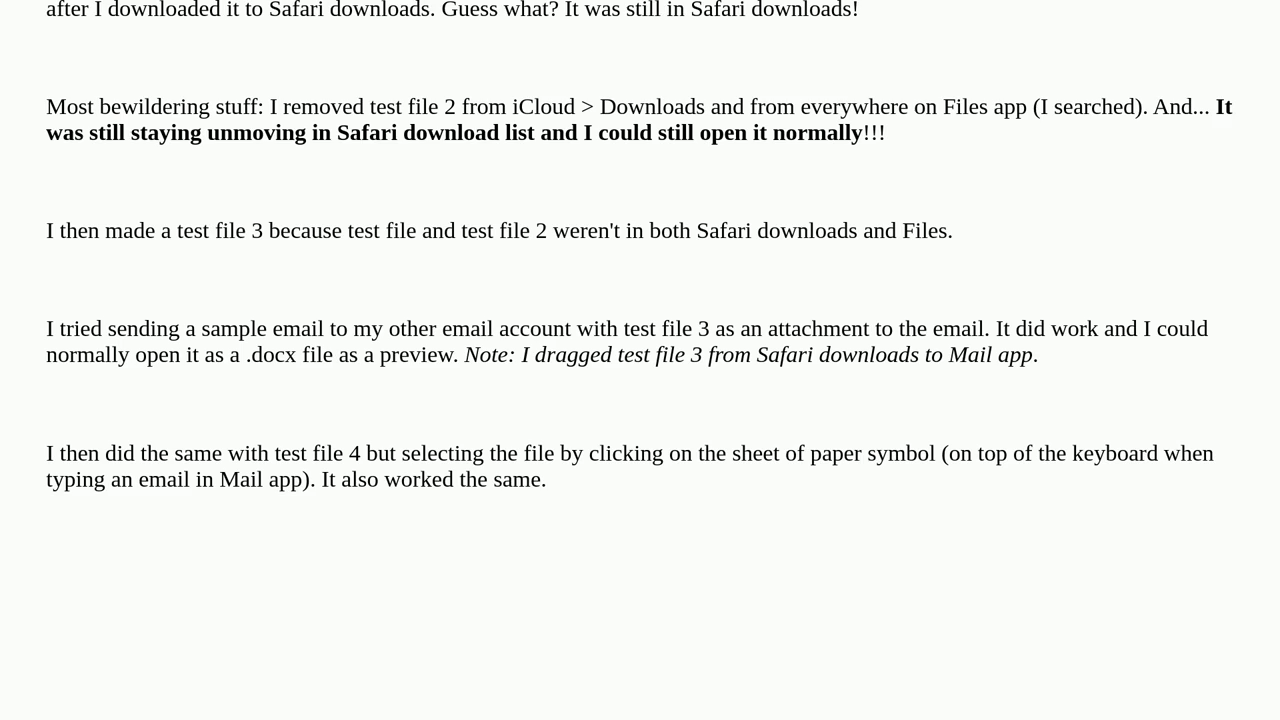 after I downloaded it to Safari downloads. Guess what? It was still in Safari downloads!
Most bewildering stuff: I removed test file 2 from iCloud > Downloads and from everywhere on Files app (I searched). And... It
was still staying unmoving in Safari download list and I could still open it normally!!!
I then made a test file 3 because test file and test file 2 weren't in both Safari downloads and Files.
I tried sending a sample email to my other email account with test file 3 as an attachment to the email. It did work and I could
normally open it as a .docx file as a preview. Note: I dragged test file 3 from Safari downloads to Mail app.
I then did the same with test file 4 but selecting the file by clicking on the sheet of paper symbol (on top of the keyboard when
typing an email in Mail app). It also worked the same.